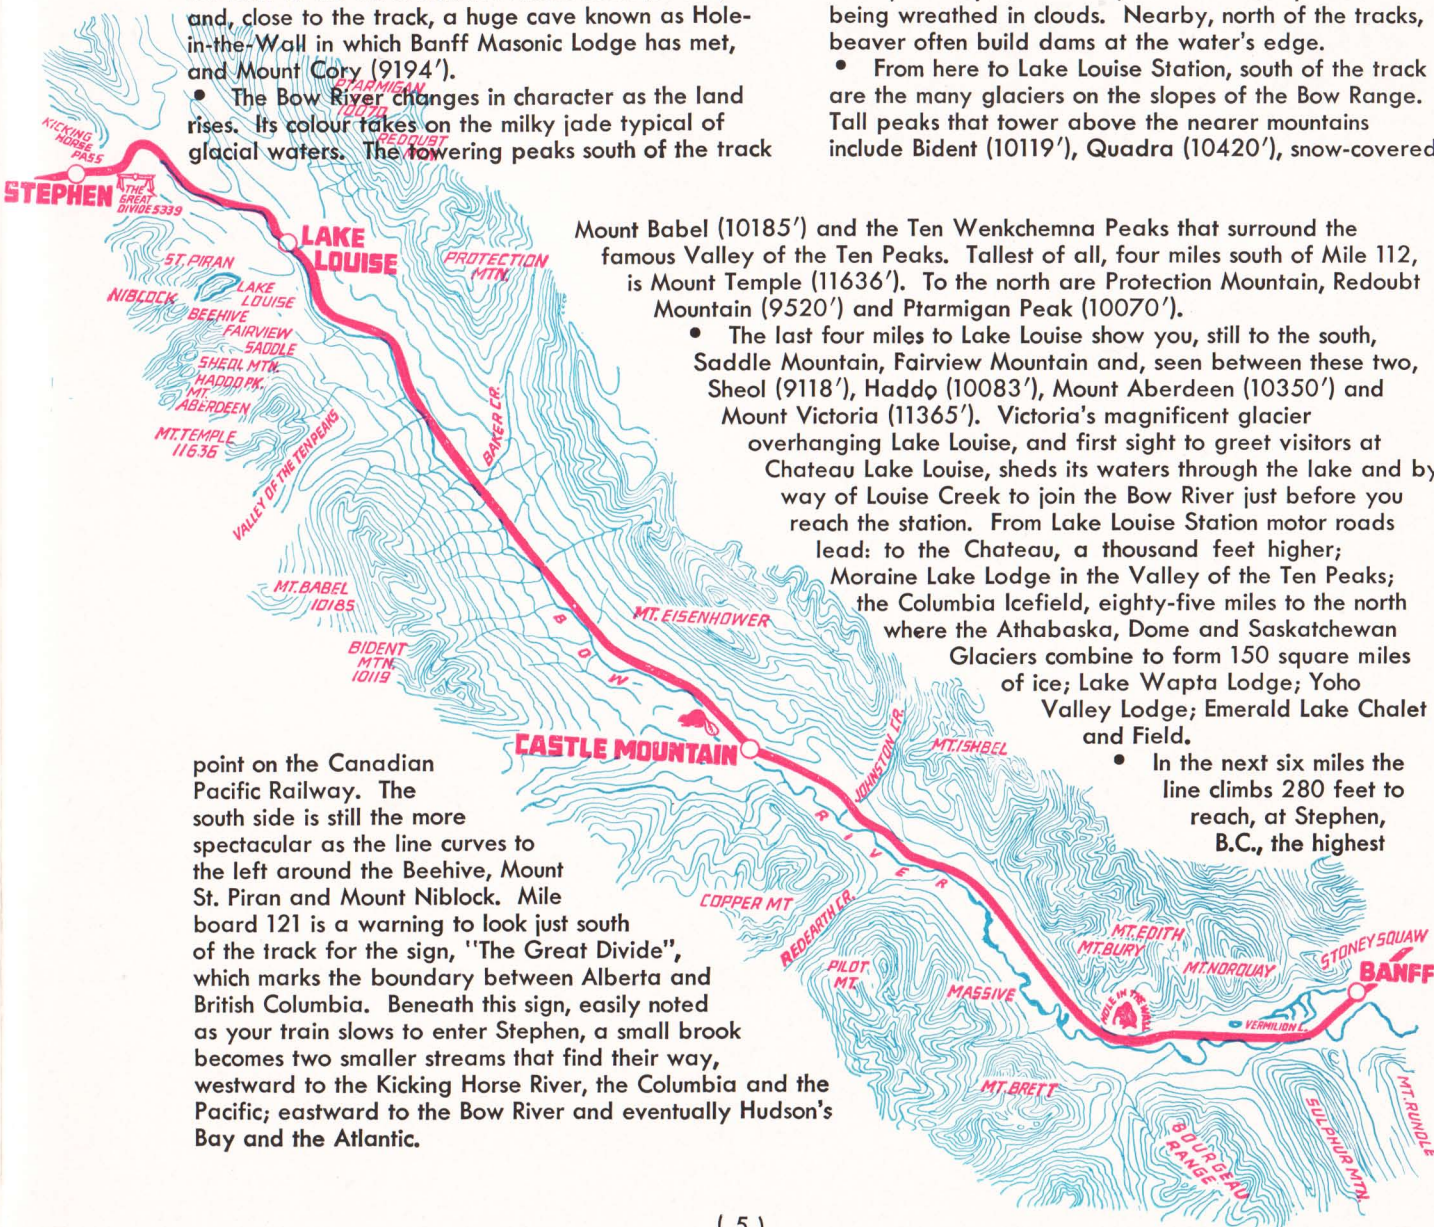 and, close to the track, a huge cave known as Hole-
in-the-Wall in which Banff Masonic Lodge has met,
and Mount Cory (9194′).
• The Bow River changes in character as the land
rises. Its colour takes on the milky jade typical of
glacial waters. The towering peaks south of the track
being wreathed in clouds. Nearby, north of the tracks,
beaver often build dams at the water's edge.
• From here to Lake Louise Station, south of the track
are the many glaciers on the slopes of the Bow Range.
Tall peaks that tower above the nearer mountains
include Bident (10119′), Quadra (10420′), snow-covered
Mount Babel (10185′) and the Ten Wenkchemna Peaks that surround the
famous Valley of the Ten Peaks. Tallest of all, four miles south of Mile 112,
is Mount Temple (11636′). To the north are Protection Mountain, Redoubt
Mountain (9520′) and Ptarmigan Peak (10070′).
• The last four miles to Lake Louise show you, still to the south,
Saddle Mountain, Fairview Mountain and, seen between these two,
Sheol (9118′), Haddo (10083′), Mount Aberdeen (10350′) and
Mount Victoria (11365′). Victoria's magnificent glacier
overhanging Lake Louise, and first sight to greet visitors at
Chateau Lake Louise, sheds its waters through the lake and by
way of Louise Creek to join the Bow River just before you
reach the station. From Lake Louise Station motor roads
lead: to the Chateau, a thousand feet higher;
Moraine Lake Lodge in the Valley of the Ten Peaks;
the Columbia Icefield, eighty-five miles to the north
where the Athabaska, Dome and Saskatchewan
Glaciers combine to form 150 square miles
of ice; Lake Wapta Lodge; Yoho
Valley Lodge; Emerald Lake Chalet
and Field.
• In the next six miles the
line climbs 280 feet to
reach, at Stephen,
B.C., the highest
point on the Canadian
Pacific Railway. The
south side is still the more
spectacular as the line curves to
the left around the Beehive, Mount
St. Piran and Mount Niblock. Mile
board 121 is a warning to look just south
of the track for the sign, "The Great Divide",
which marks the boundary between Alberta and
British Columbia. Beneath this sign, easily noted
as your train slows to enter Stephen, a small brook
becomes two smaller streams that find their way,
westward to the Kicking Horse River, the Columbia and the
Pacific; eastward to the Bow River and eventually Hudson's
Bay and the Atlantic.
PTARMIGAN
10070
REDOUBT
MTN.
KICKING
HORSE
PASS
STEPHEN
THE
GREAT
DIVIDE 5339
LAKE
LOUISE
PROTECTION
MTN.
ST. PIRAN
NIBLOCK
LAKE
LOUISE
BEEHIVE
FAIRVIEW
SADDLE
SHEOL MTN.
HADDO PK.
MT.
ABERDEEN
MT. TEMPLE
11636
VALLEY OF THE TEN PEAKS
BAKER CR.
MT. BABEL
10185
BIDENT
MTN.
10119
MT. EISENHOWER
BOW
CASTLE MOUNTAIN
JOHNSTON CR.
MT. ISHBEL
RIVER
COPPER MT
REDEARTH CR.
PILOT
MT.
MASSIVE
MT. EDITH
MT. BURY
MT. NORQUAY
STONEY SQUAW
BANFF
HOLE IN THE WALL
VERMILION L.
MT. BRETT
BOURGEAU
RANGE
SULPHUR MTN.
MT. RUNDLE
( 5 )